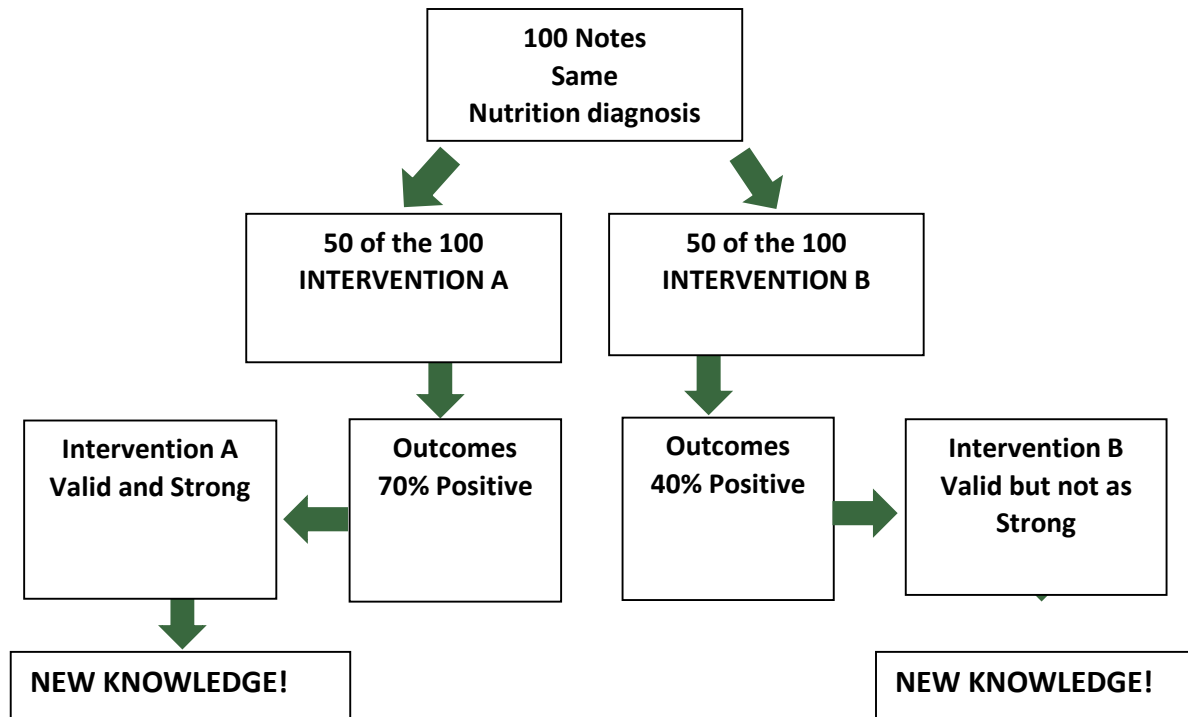 100 Notes
Same
Nutrition diagnosis
50 of the 100
INTERVENTION A
50 of the 100
INTERVENTION B
Intervention A
Valid and Strong
Outcomes
70% Positive
Outcomes
40% Positive
Intervention B
Valid but not as
Strong
NEW KNOWLEDGE!
NEW KNOWLEDGE!